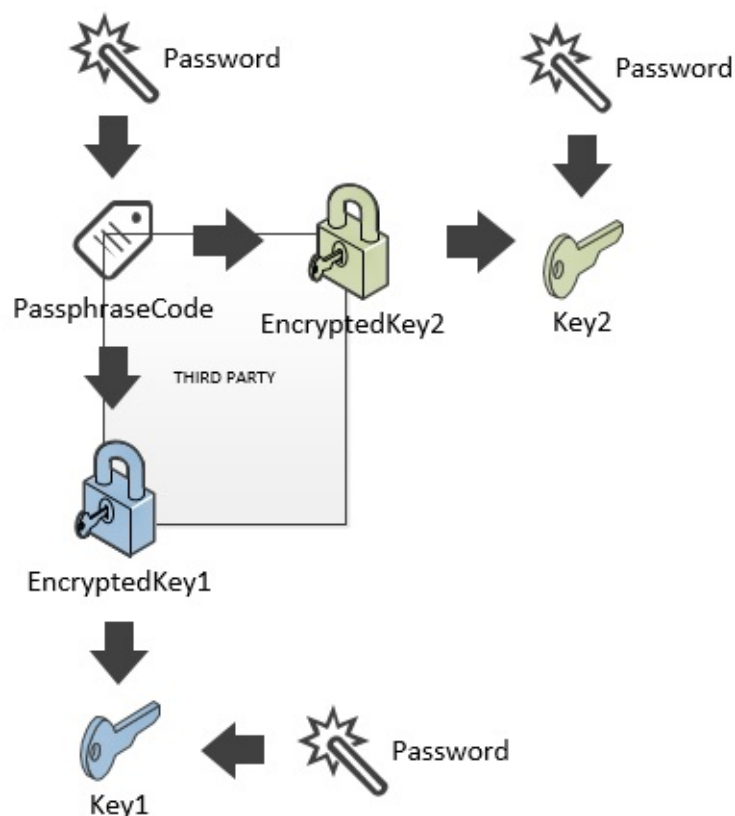 Password
Password
PassphraseCode
EncryptedKey2
Key2
THIRD PARTY
EncryptedKey1
Password
Key1